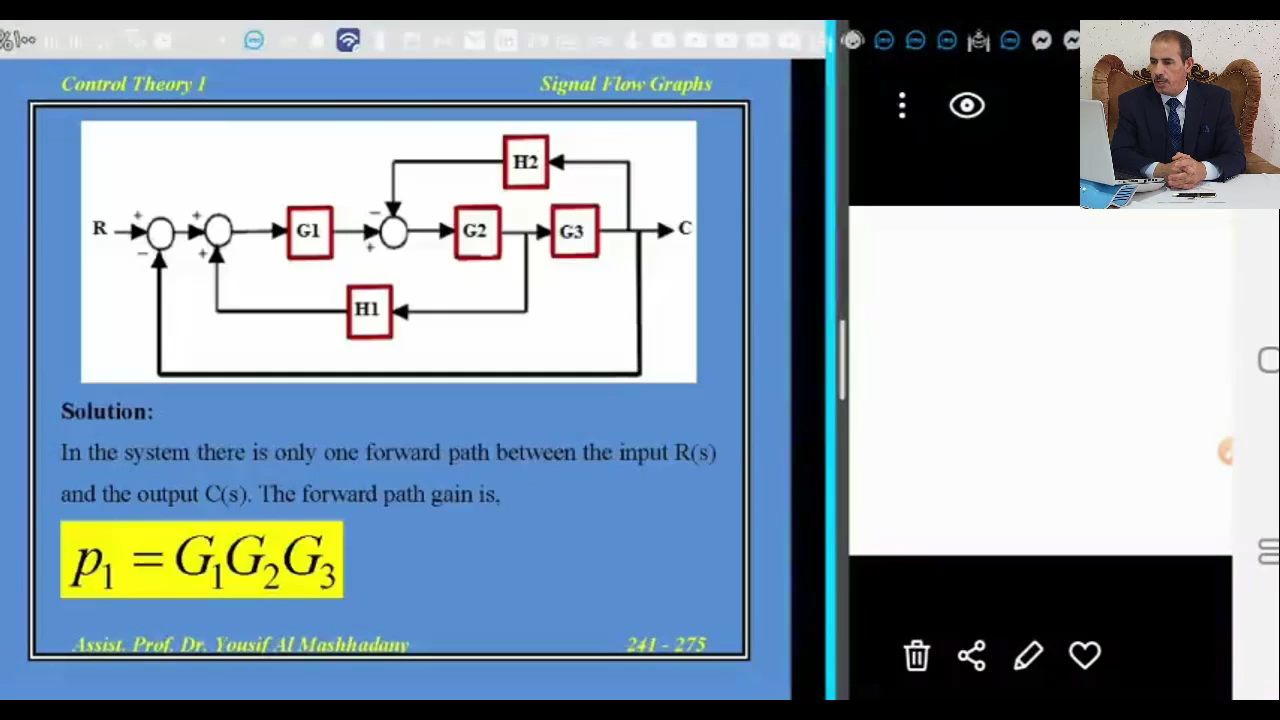 %১০০
Control Theory I
Signal Flow Graphs
H2
R
+
−
+
+
G1
−
+
G2
G3
C
H1
Solution:
In the system there is only one forward path between the input R(s)
and the output C(s). The forward path gain is,
p₁ = G₁G₂G₃
Assist. Prof. Dr. Yousif Al Mashhadany
241 - 275